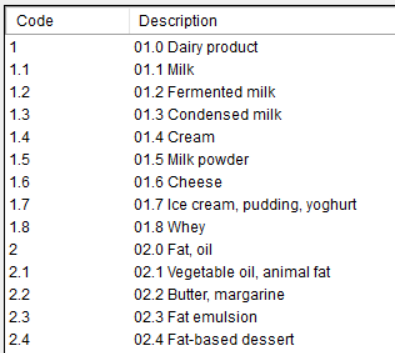 Code Description
1 01.0 Dairy product
1.1 01.1 Milk
1.2 01.2 Fermented milk
1.3 01.3 Condensed milk
1.4 01.4 Cream
1.5 01.5 Milk powder
1.6 01.6 Cheese
1.7 01.7 Ice cream, pudding, yoghurt
1.8 01.8 Whey
2 02.0 Fat, oil
2.1 02.1 Vegetable oil, animal fat
2.2 02.2 Butter, margarine
2.3 02.3 Fat emulsion
2.4 02.4 Fat-based dessert